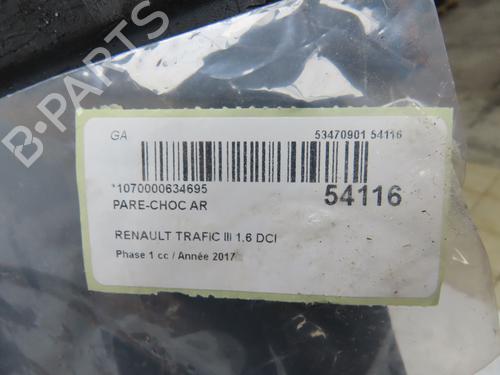 B-PARTS
GA
53470901 54116
*1070000634695
54116
PARE-CHOC AR
RENAULT TRAFIC III 1.6 DCI
Phase 1 cc / Année 2017